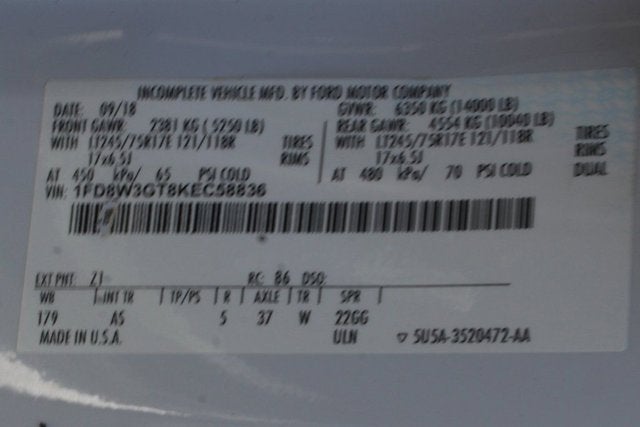 INCOMPLETE VEHICLE MFD. BY FORD MOTOR COMPANY
DATE: 09/18 GVWR: 6350 KG (14000 LB)
FRONT GAWR: 2381 KG (5250 LB) REAR GAWR: 4554 KG (10040 LB)
WITH LT245/75R17E 121/118R TIRES WITH LT245/75R17E 121/118R TIRES
17x6.5J RIMS 17x6.5J RIMS
AT 450 kPa/ 65 PSI COLD AT 480 kPa/ 70 PSI COLD DUAL
VIN: 1FD8W3GT8KEC58836
EXT PNT: Z1 RC: 86 DSO:
WB INT TR TP/PS R AXLE TR SPR
179 AS 5 37 W 22GG
MADE IN U.S.A. ULN ▽ 5U5A-3520472-AA